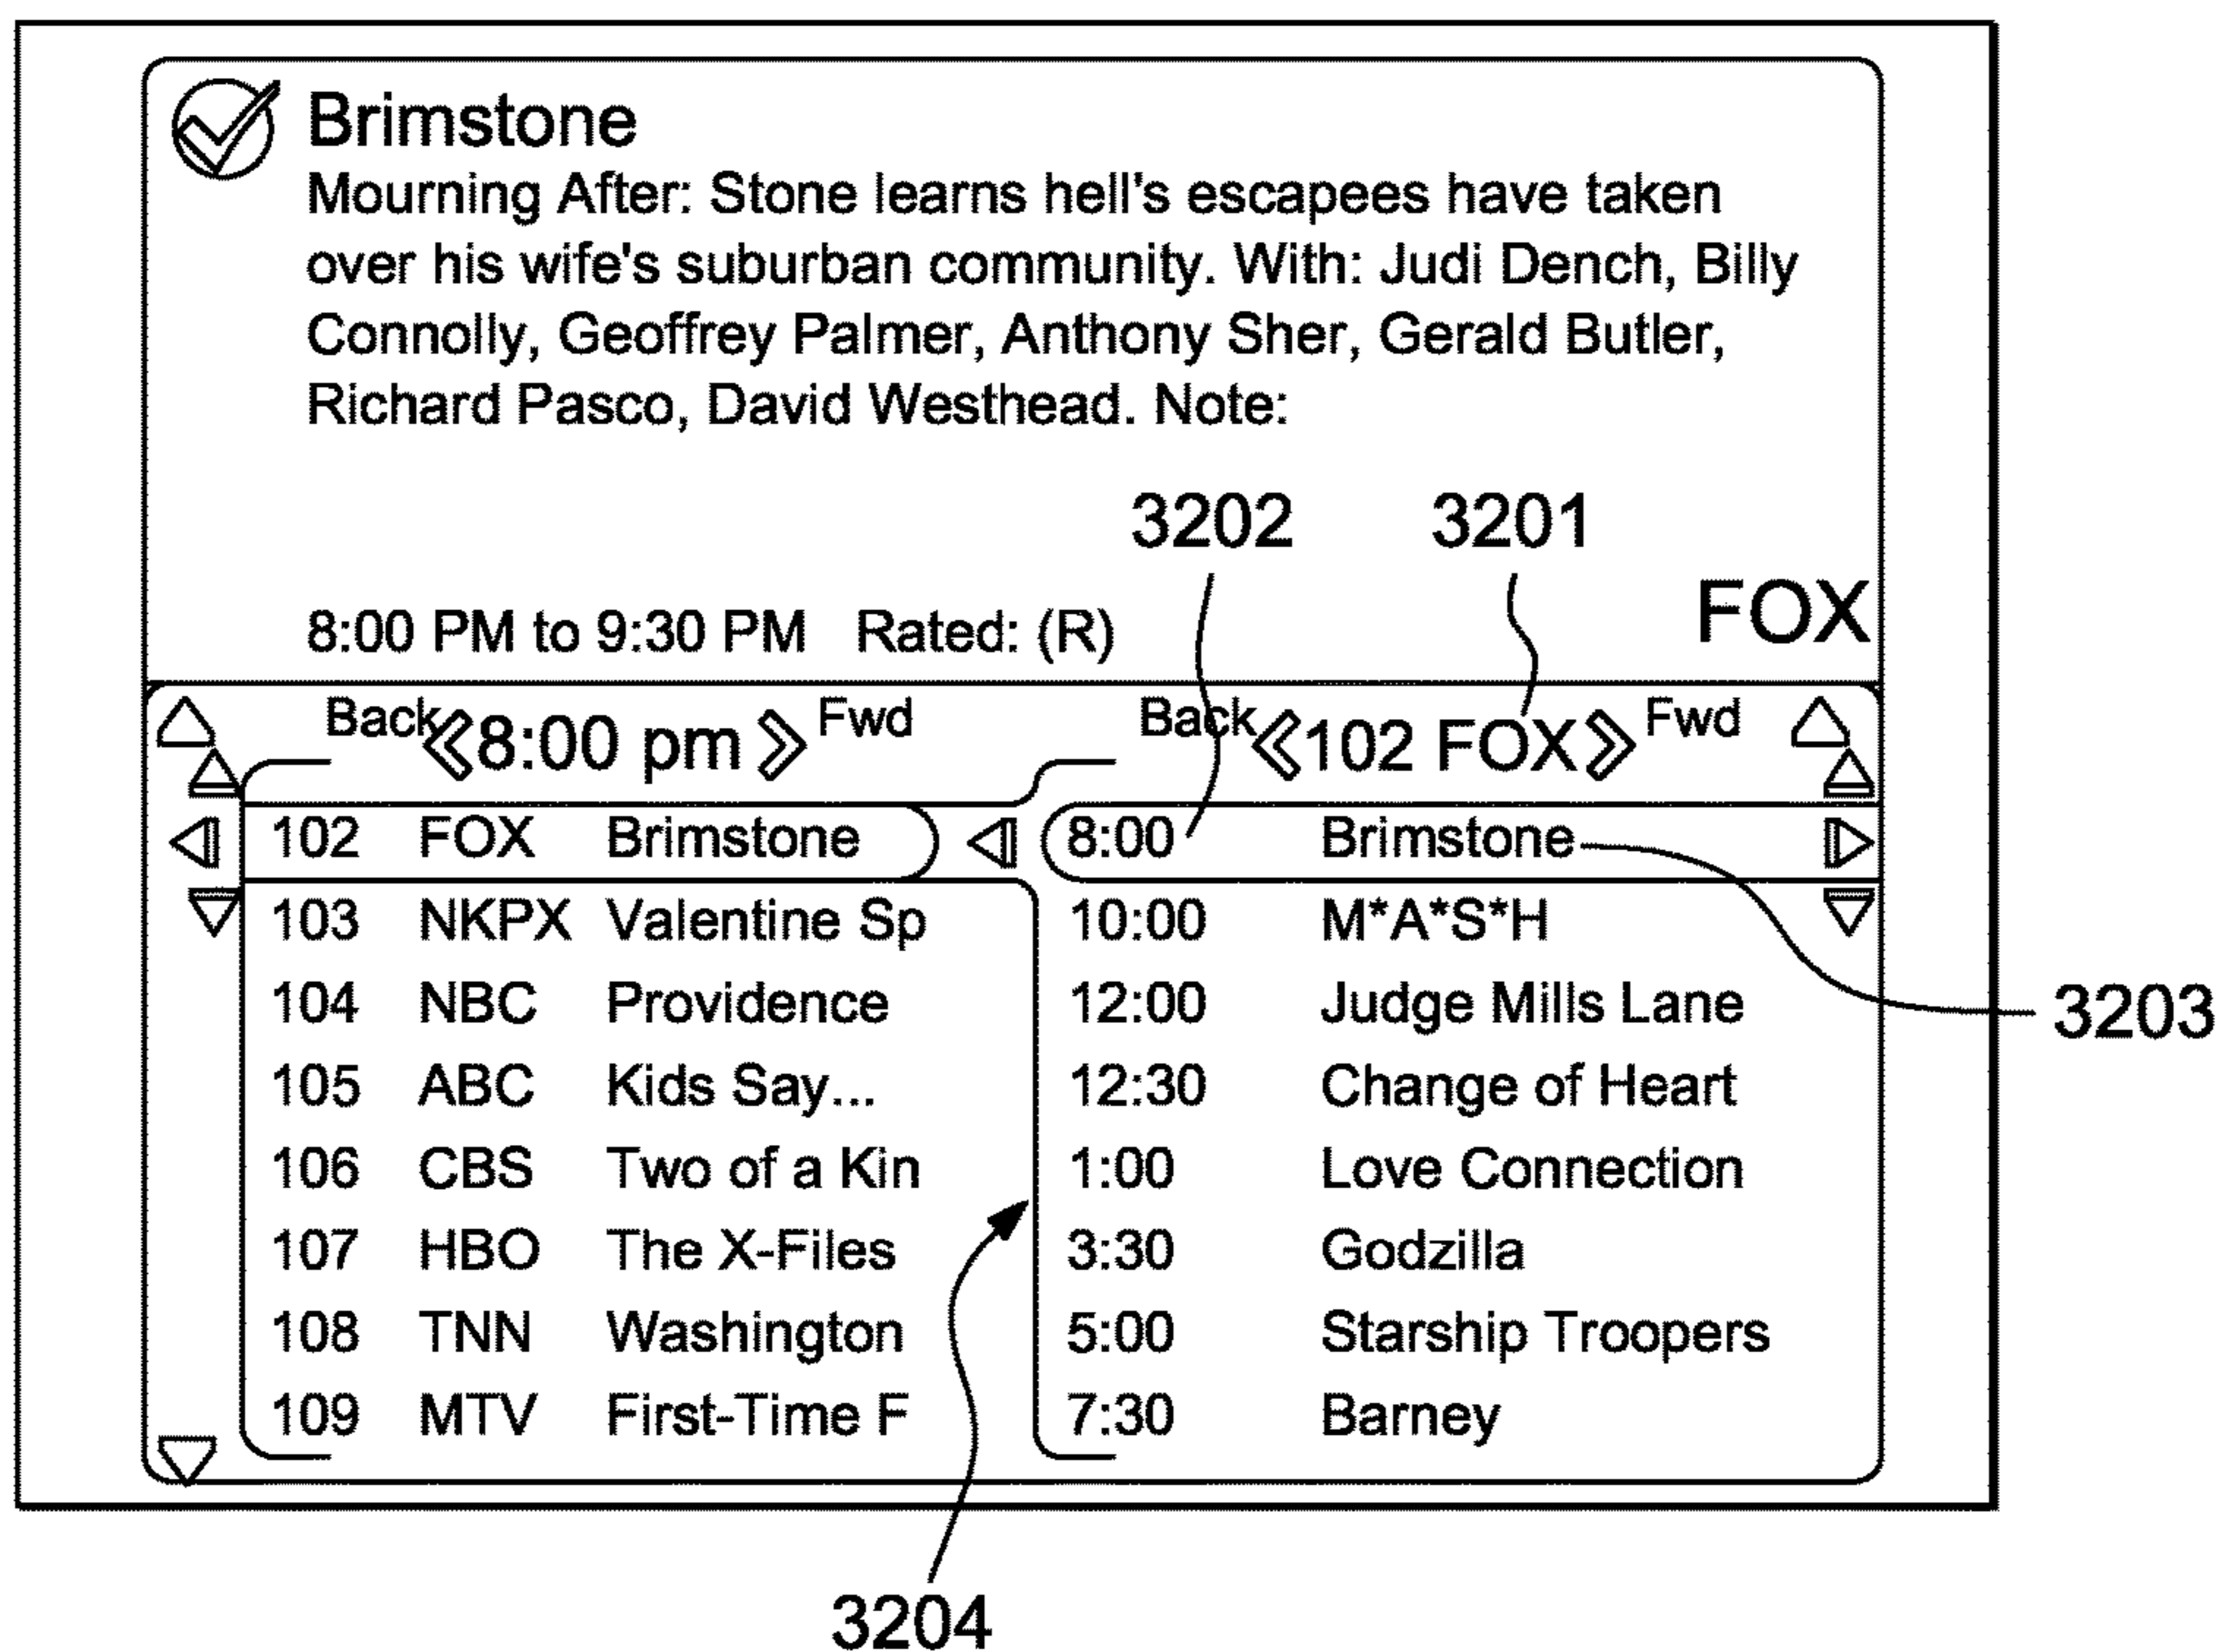 Brimstone
Mourning After: Stone learns hell's escapees have taken
over his wife's suburban community. With: Judi Dench, Billy
Connolly, Geoffrey Palmer, Anthony Sher, Gerald Butler,
Richard Pasco, David Westhead. Note:
3202 3201
8:00 PM to 9:30 PM Rated: (R) FOX
Back 8:00 pm Fwd Back 102 FOX Fwd
102 FOX Brimstone 8:00 Brimstone
103 NKPX Valentine Sp 10:00 M*A*S*H
104 NBC Providence 12:00 Judge Mills Lane 3203
105 ABC Kids Say... 12:30 Change of Heart
106 CBS Two of a Kin 1:00 Love Connection
107 HBO The X-Files 3:30 Godzilla
108 TNN Washington 5:00 Starship Troopers
109 MTV First-Time F 7:30 Barney
3204